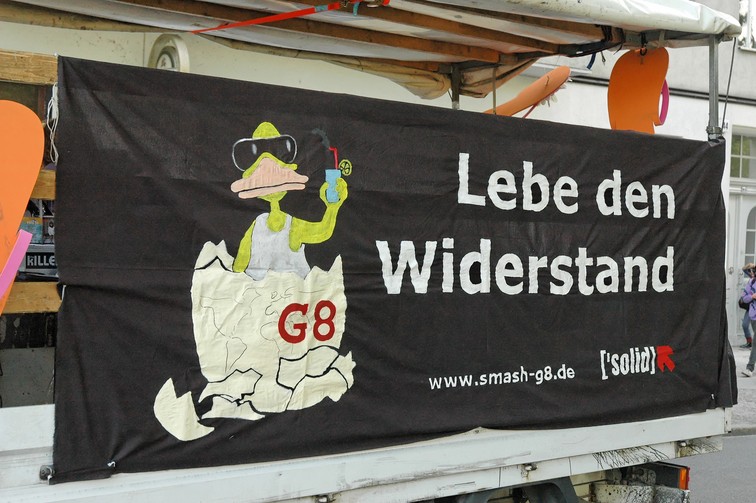 Lebe den
Widerstand
G8
www.smash-g8.de
['solid]
KILLE